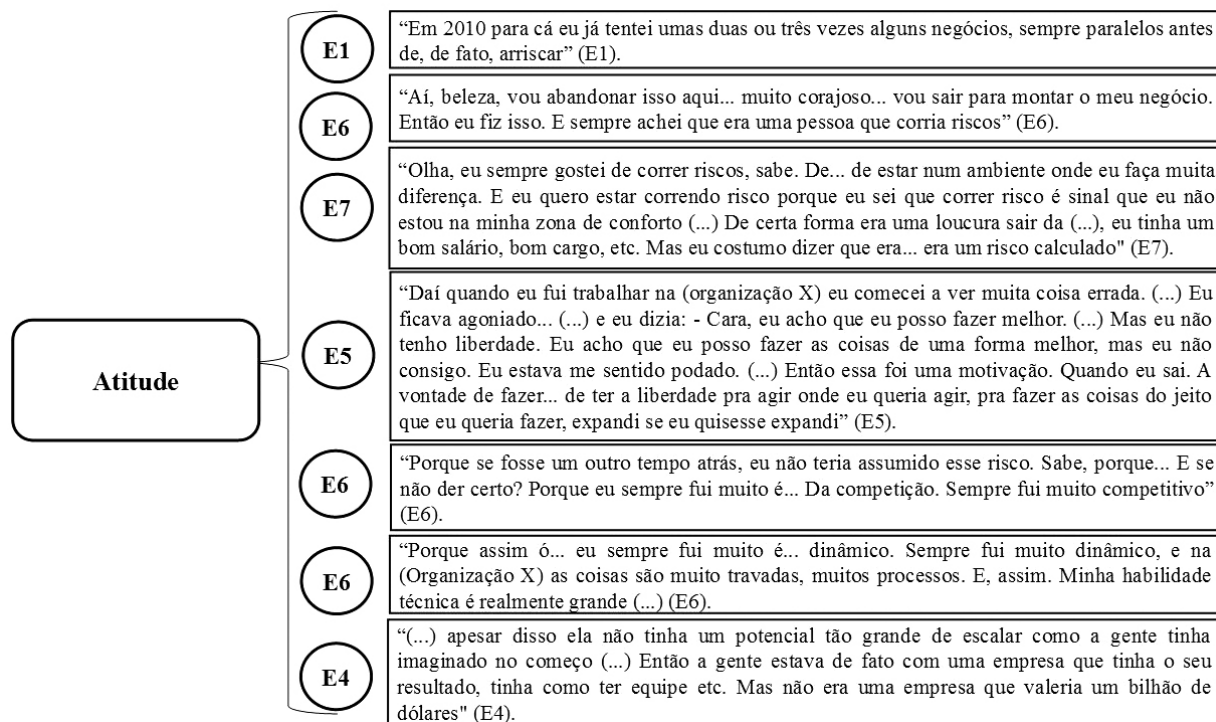 E1
“Em 2010 para cá eu já tentei umas duas ou três vezes alguns negócios, sempre paralelos antes
de, de fato, arriscar” (E1).
E6
“Aí, beleza, vou abandonar isso aqui... muito corajoso... vou sair para montar o meu negócio.
Então eu fiz isso. E sempre achei que era uma pessoa que corria riscos” (E6).
E7
“Olha, eu sempre gostei de correr riscos, sabe. De... de estar num ambiente onde eu faça muita
diferença. E eu quero estar correndo risco porque eu sei que correr risco é sinal que eu não
estou na minha zona de conforto (...) De certa forma era uma loucura sair da (...), eu tinha um
bom salário, bom cargo, etc. Mas eu costumo dizer que era... era um risco calculado" (E7).
Atitude
E5
“Daí quando eu fui trabalhar na (organização X) eu comecei a ver muita coisa errada. (...) Eu
ficava agoniado... (...) e eu dizia: - Cara, eu acho que eu posso fazer melhor. (...) Mas eu não
tenho liberdade. Eu acho que eu posso fazer as coisas de uma forma melhor, mas eu não
consigo. Eu estava me sentido podado. (...) Então essa foi uma motivação. Quando eu sai. A
vontade de fazer... de ter a liberdade pra agir onde eu queria agir, pra fazer as coisas do jeito
que eu queria fazer, expandi se eu quisesse expandi” (E5).
E6
“Porque se fosse um outro tempo atrás, eu não teria assumido esse risco. Sabe, porque... E se
não der certo? Porque eu sempre fui muito é... Da competição. Sempre fui muito competitivo”
(E6).
E6
“Porque assim ó... eu sempre fui muito é... dinâmico. Sempre fui muito dinâmico, e na
(Organização X) as coisas são muito travadas, muitos processos. E, assim. Minha habilidade
técnica é realmente grande (...) (E6).
E4
“(...) apesar disso ela não tinha um potencial tão grande de escalar como a gente tinha
imaginado no começo (...) Então a gente estava de fato com uma empresa que tinha o seu
resultado, tinha como ter equipe etc. Mas não era uma empresa que valeria um bilhão de
dólares" (E4).